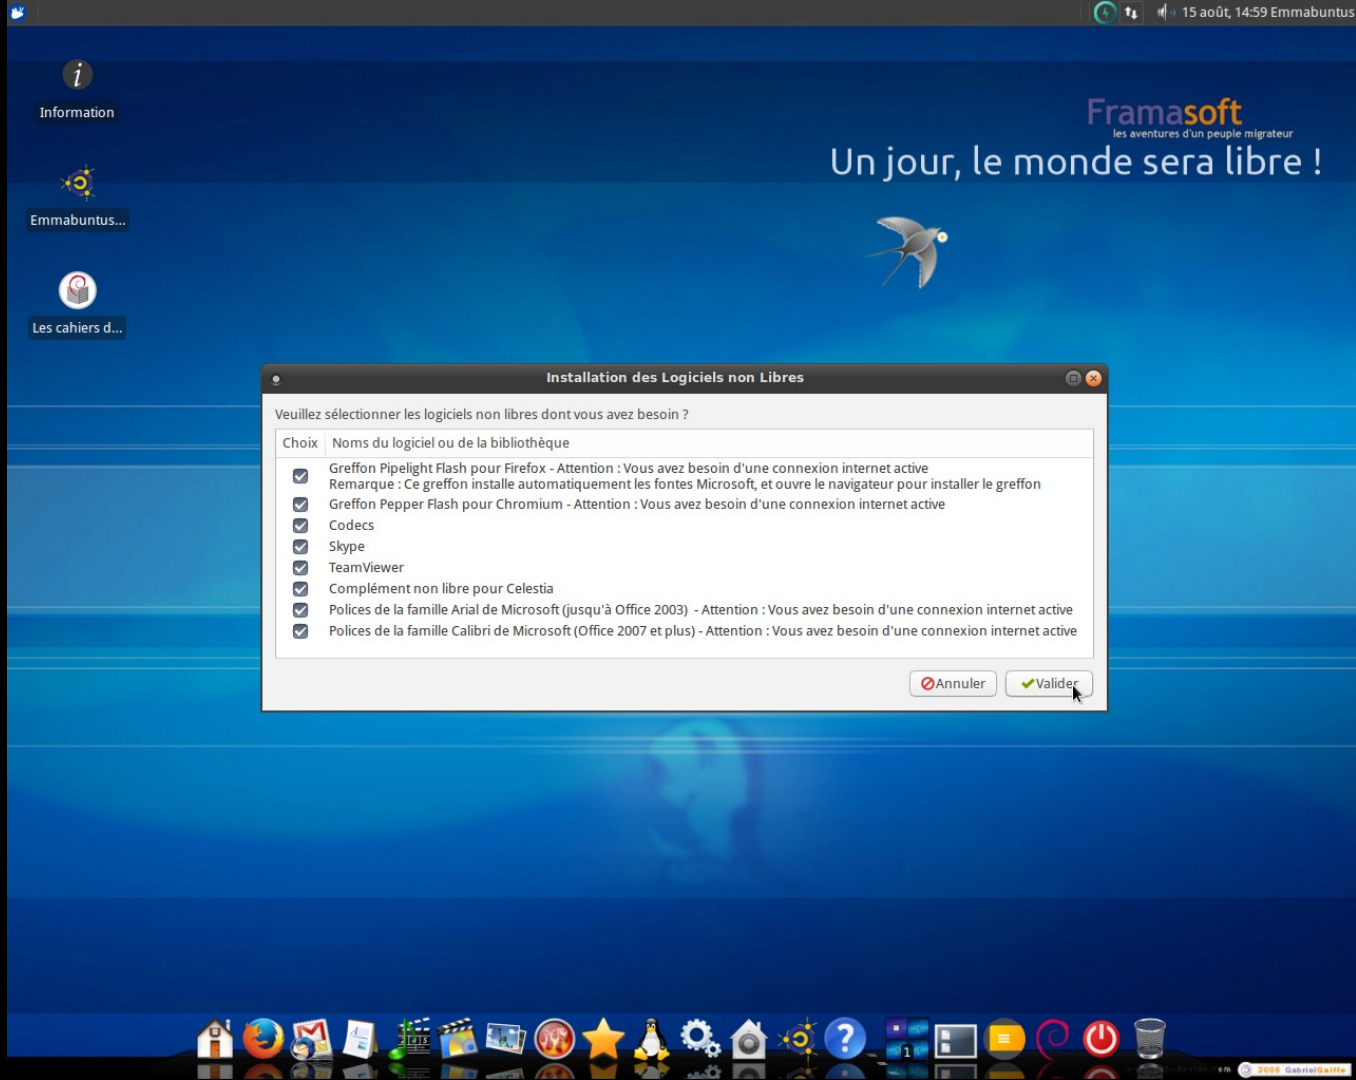 15 août, 14:59 Emmabuntus
Information
Emmabuntus...
Les cahiers d...
Framasoft
les aventures d'un peuple migrateur
Un jour, le monde sera libre !
Installation des Logiciels non Libres
Veuillez sélectionner les logiciels non libres dont vous avez besoin ?
Choix Noms du logiciel ou de la bibliothèque
Greffon Pipelight Flash pour Firefox - Attention : Vous avez besoin d'une connexion internet active
Remarque : Ce greffon installe automatiquement les fontes Microsoft, et ouvre le navigateur pour installer le greffon
Greffon Pepper Flash pour Chromium - Attention : Vous avez besoin d'une connexion internet active
Codecs
Skype
TeamViewer
Complément non libre pour Celestia
Polices de la famille Arial de Microsoft (jusqu'à Office 2003) - Attention : Vous avez besoin d'une connexion internet active
Polices de la famille Calibri de Microsoft (Office 2007 et plus) - Attention : Vous avez besoin d'une connexion internet active
Annuler Valider
1
2006 GabrielGaiffe